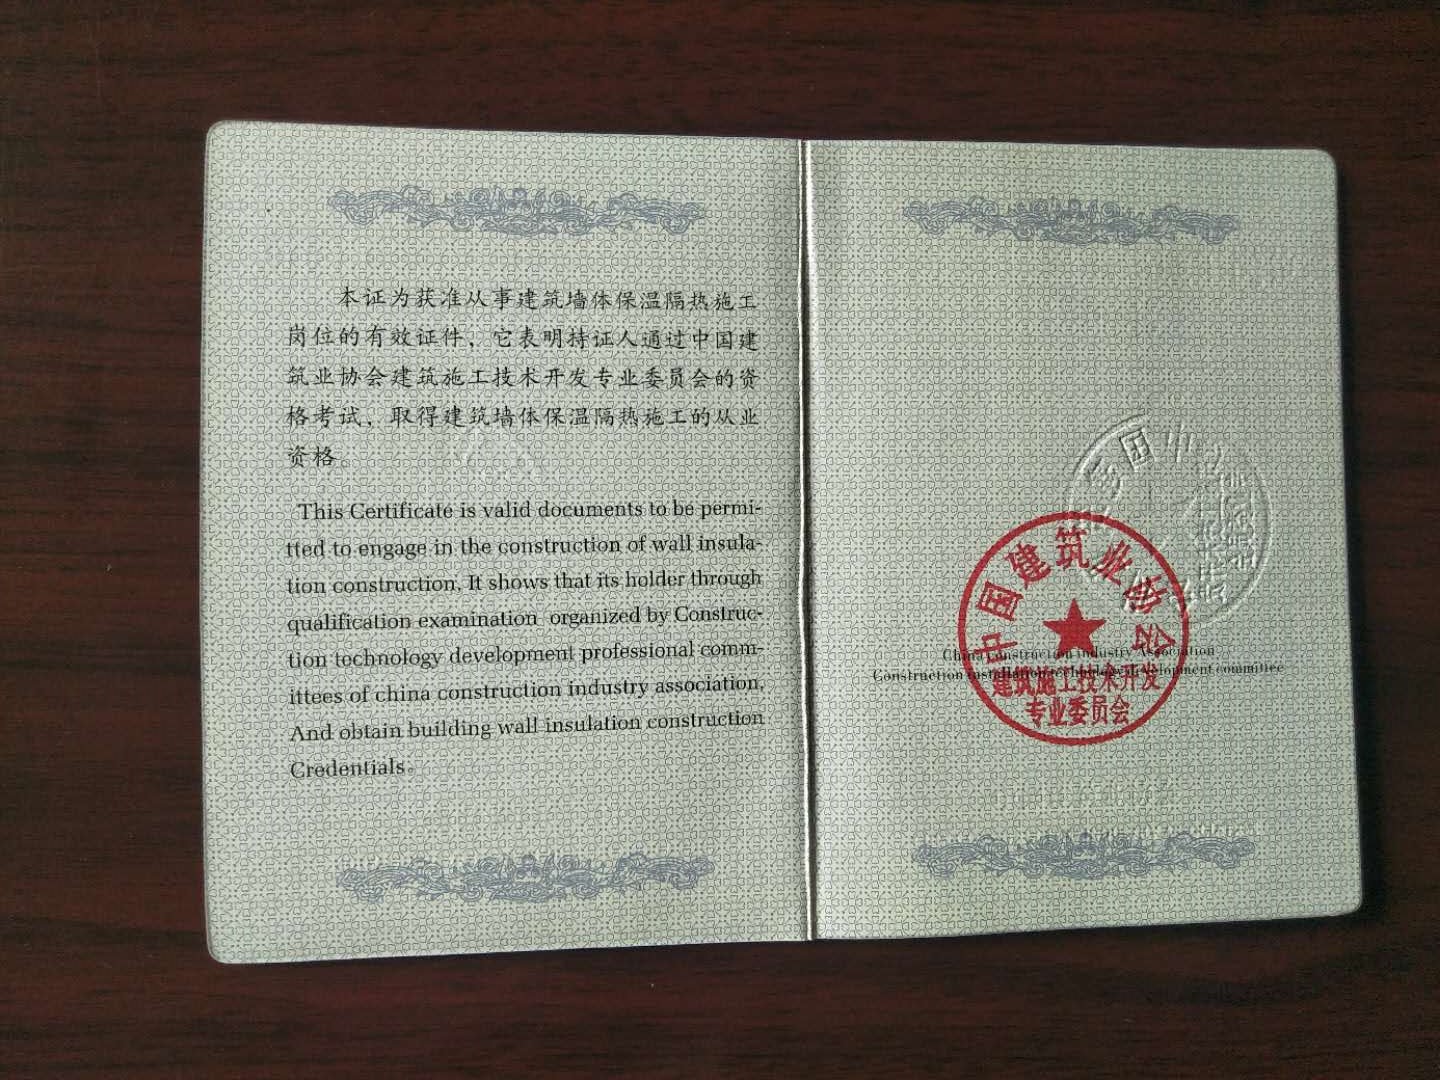 本证为获准从事建筑墙体保温隔热施工
岗位的有效证件，它表明持证人通过中国建
筑业协会建筑施工技术开发专业委员会的资
格考试，取得建筑墙体保温隔热施工的从业
资格。
This Certificate is valid documents to be permi-
tted to engage in the construction of wall insula-
tion construction. It shows that its holder through
qualification examination organized by Construc-
tion technology development professional comm-
ittees of china construction industry association,
And obtain building wall insulation construction
Credentials。
中国建筑业协会
China Construction Industry Association
Construction installation technology development committee
建筑施工技术开发
专业委员会